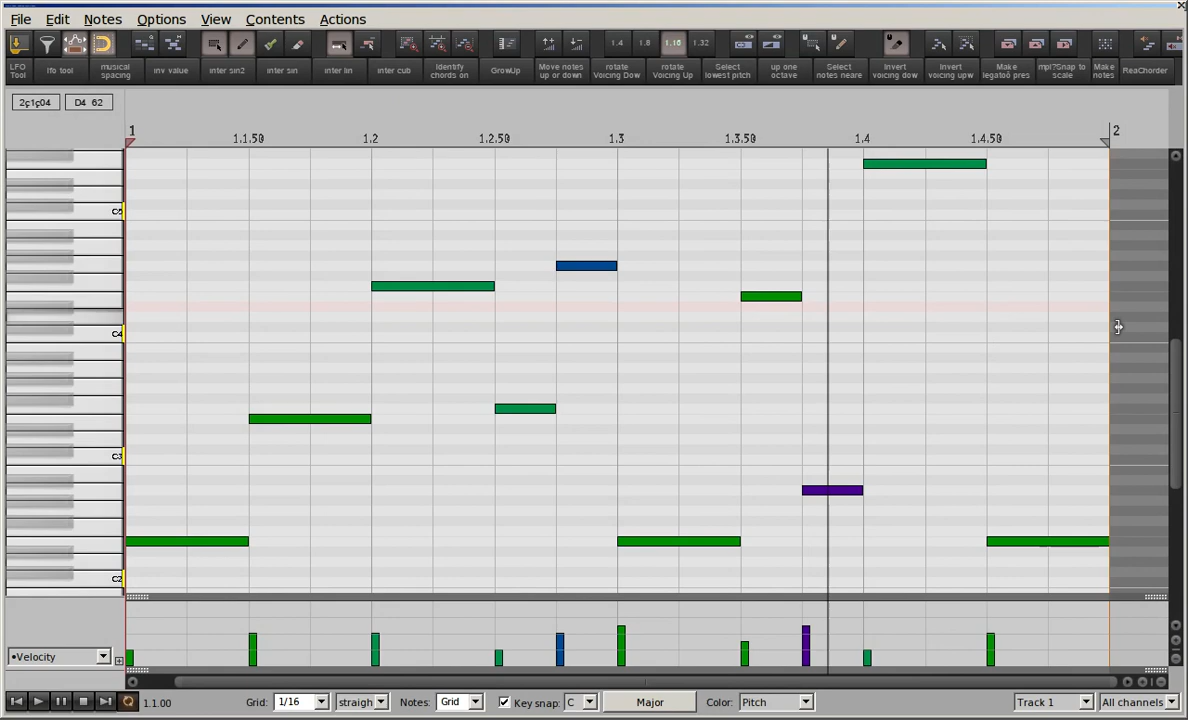 File Edit Notes Options View Contents Actions
1.4 1.8 1.16 1.32
LFO Tool lfo tool musical spacing inv value inter sin2 inter sin inter lin inter cub Identify chords on GrowUp Move notes up or down rotate Voicing Dow rotate Voicing Up Select lowest pitch up one octave Select notes neare Invert voicing dow Invert voicing upw Make legatoô pres mpl?Snap to scale Make notes ReaChorder
2ç1ç04 D4 62
1 2
1.1.50 1.2 1.2.50 1.3 1.3.50 1.4 1.4.50
C5
C4
C3
C2
•Velocity
1.1.00 Grid: 1/16 straigh Notes: Grid Key snap: C Major Color: Pitch Track 1 All channels